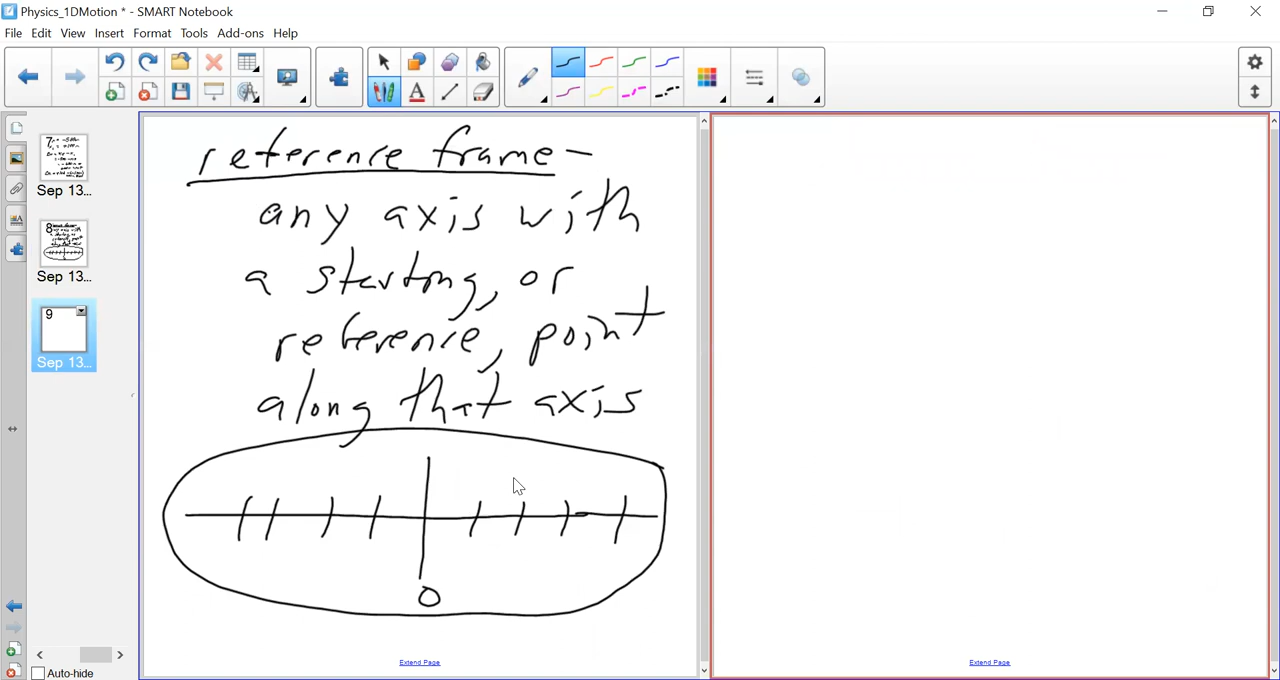 Physics_1DMotion * - SMART Notebook
File Edit View Insert Format Tools Add-ons Help
7
Sep 13...
8
Sep 13...
9
Sep 13...
Auto-hide
reference frame -
any axis with
a starting, or
reference, point
along that axis
0
Extend Page
Extend Page